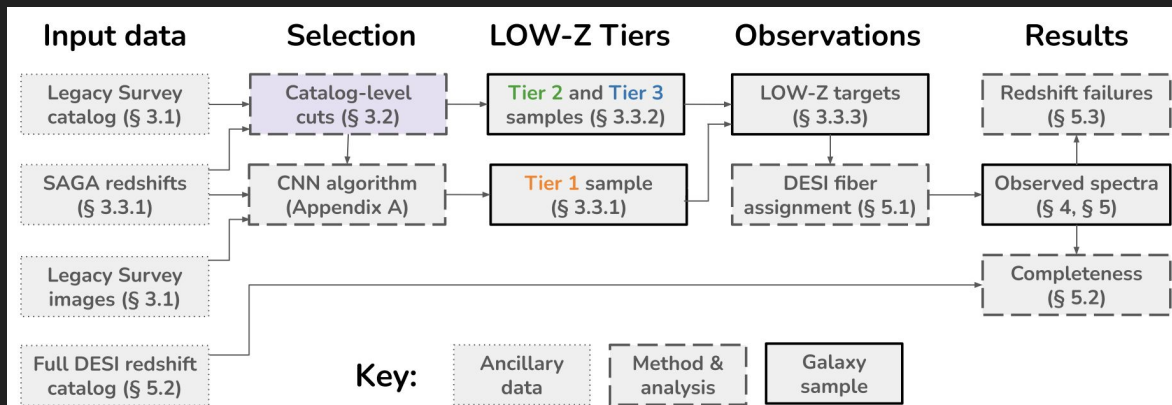 Input data
Selection
LOW-Z Tiers
Observations
Results
Legacy Survey
catalog (§ 3.1)
Catalog-level
cuts (§ 3.2)
Tier 2 and Tier 3
samples (§ 3.3.2)
LOW-Z targets
(§ 3.3.3)
Redshift failures
(§ 5.3)
SAGA redshifts
(§ 3.3.1)
CNN algorithm
(Appendix A)
Tier 1 sample
(§ 3.3.1)
DESI fiber
assignment (§ 5.1)
Observed spectra
(§ 4, § 5)
Legacy Survey
images (§ 3.1)
Completeness
(§ 5.2)
Full DESI redshift
catalog (§ 5.2)
Key:
Ancillary
data
Method &
analysis
Galaxy
sample